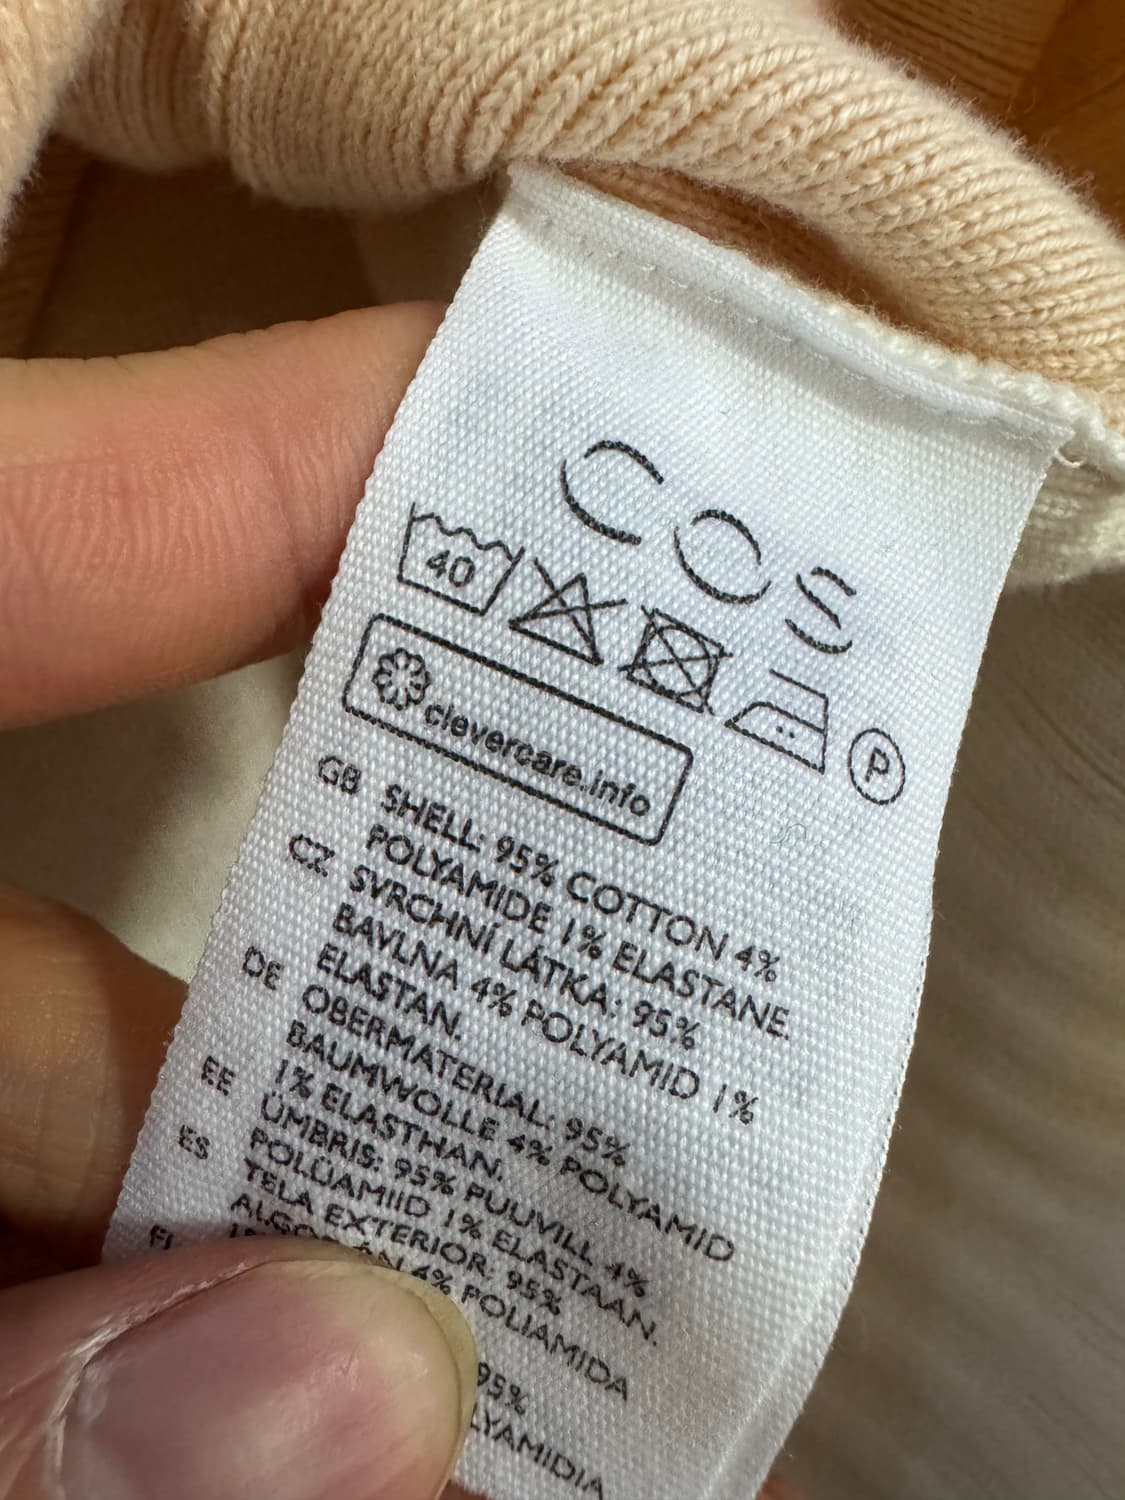 COS
40
P
clevercare.info
GB SHELL: 95% COTTON 4%
POLYAMIDE 1% ELASTANE.
CZ SVRCHNÍ LÁTKA: 95%
BAVLNA 4% POLYAMID 1%
ELASTAN.
DE OBERMATERIAL: 95%
BAUMWOLLE 4% POLYAMID
1% ELASTHAN.
EE ÜMBRIS: 95% PUUVILL 4%
POLÜAMIID 1% ELASTAAN.
ES TELA EXTERIOR: 95%
4% POLIAMIDA
FI
95%